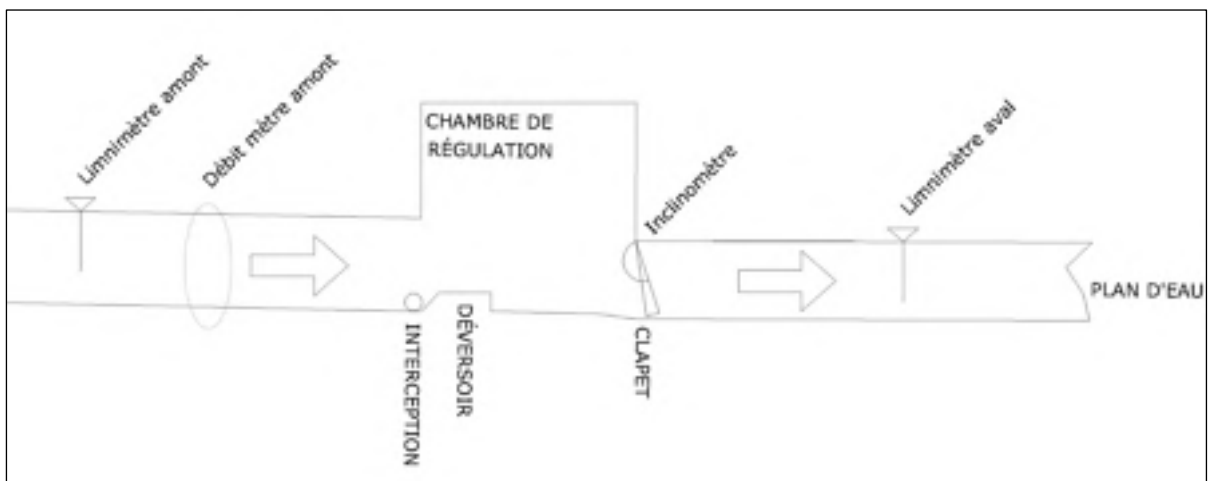 Limnimètre amont
Débit mètre amont
CHAMBRE DE
RÉGULATION
Inclinomètre
Limnimètre aval
PLAN D'EAU
INTERCEPTION
DÉVERSOIR
CLAPET